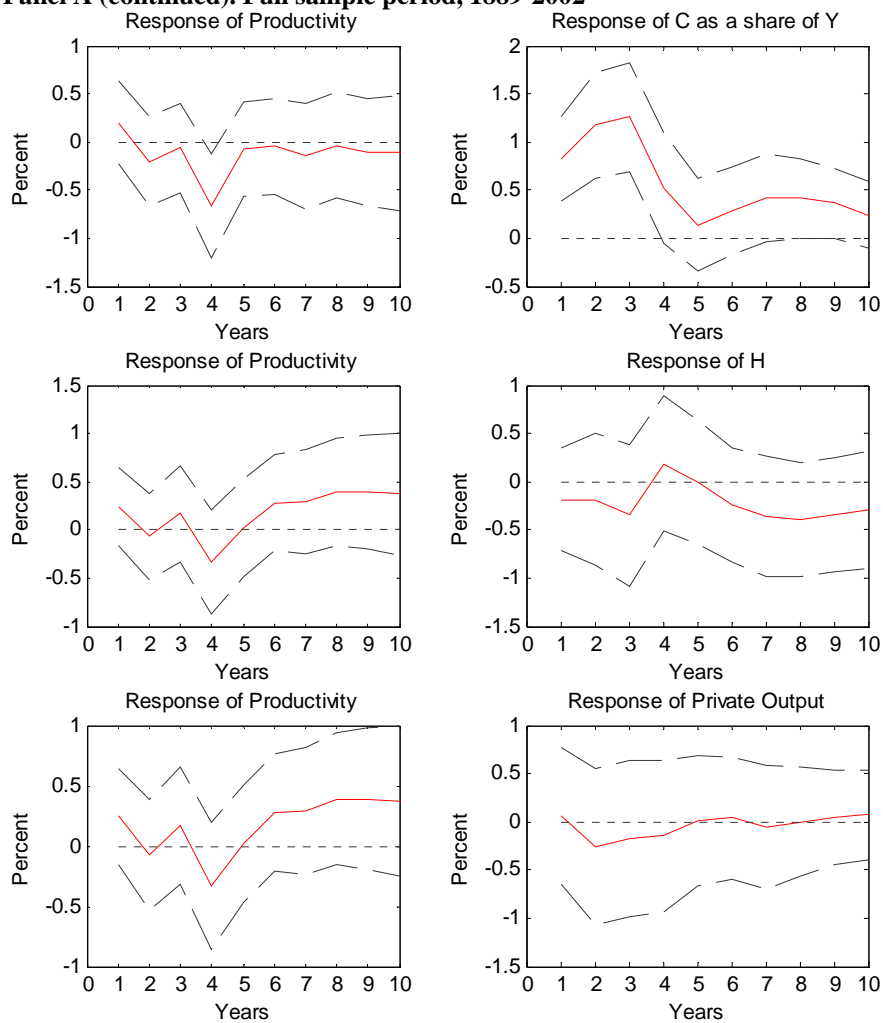 Panel A (continued). Full sample period, 1889-2002
Response of Productivity
1
0.5
0
-0.5
-1
-1.5
Percent
0 1 2 3 4 5 6 7 8 9 10
Years
Response of C as a share of Y
2
1.5
1
0.5
0
-0.5
Percent
0 1 2 3 4 5 6 7 8 9 10
Years
Response of Productivity
1.5
1
0.5
0
-0.5
-1
Percent
0 1 2 3 4 5 6 7 8 9 10
Years
Response of H
1
0.5
0
-0.5
-1
-1.5
Percent
0 1 2 3 4 5 6 7 8 9 10
Years
Response of Productivity
1
0.5
0
-0.5
-1
Percent
0 1 2 3 4 5 6 7 8 9 10
Years
Response of Private Output
1
0.5
0
-0.5
-1
-1.5
Percent
0 1 2 3 4 5 6 7 8 9 10
Years